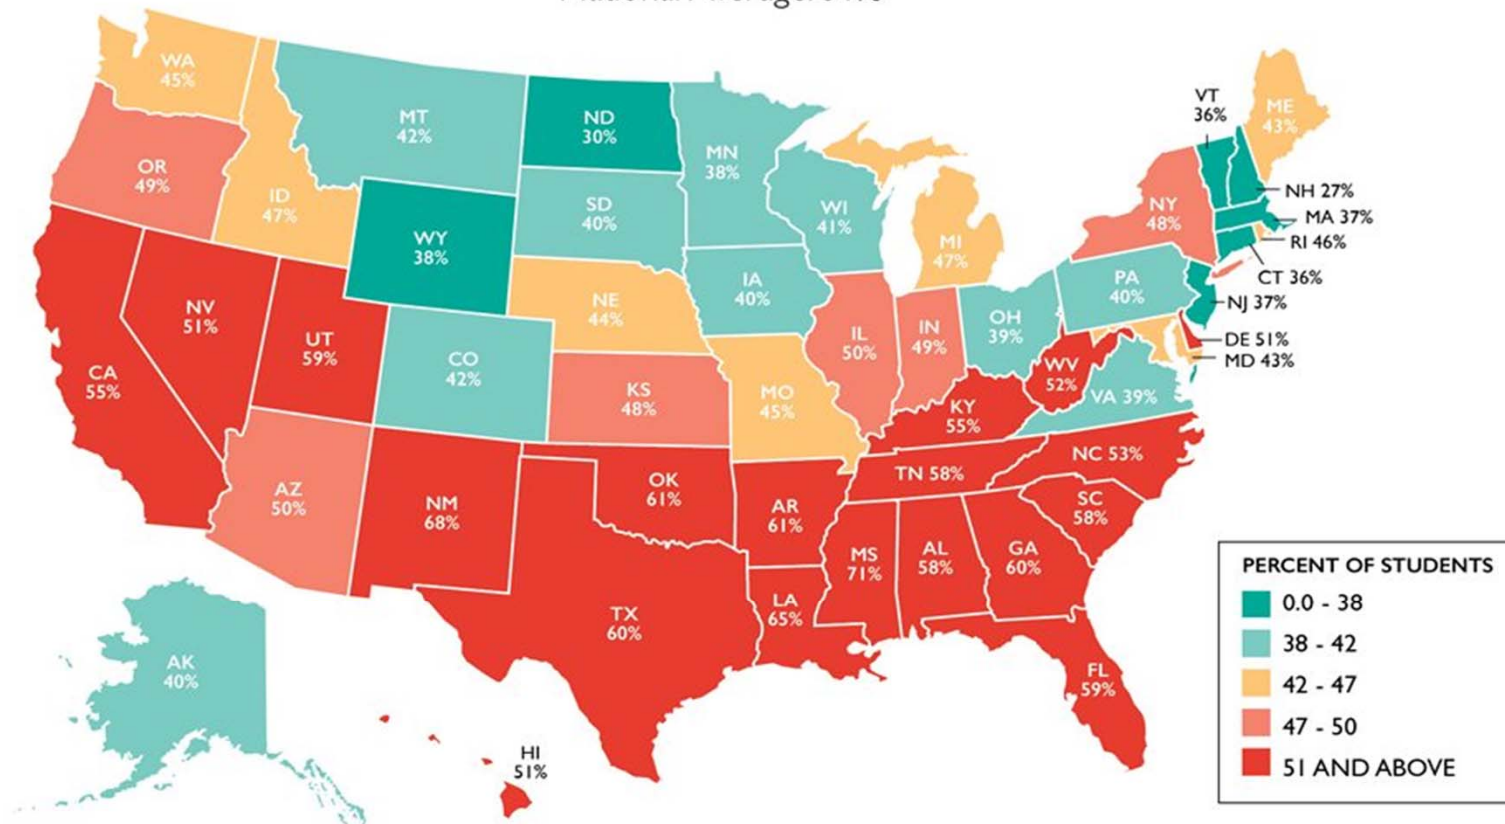 WA
45%
MT
42%
ND
30%
MN
38%
OR
49%
ID
47%
SD
40%
WY
38%
WI
41%
MI
47%
NY
48%
VT
36%
ME
43%
NH 27%
MA 37%
RI 46%
CT 36%
NJ 37%
DE 51%
MD 43%
PA
40%
IA
40%
NE
44%
NV
51%
UT
59%
CO
42%
CA
55%
KS
48%
MO
45%
IL
50%
IN
49%
OH
39%
WV
52%
VA 39%
KY
55%
NC 53%
TN 58%
SC
58%
AZ
50%
NM
68%
OK
61%
AR
61%
MS
71%
AL
58%
GA
60%
LA
65%
TX
60%
FL
59%
AK
40%
HI
51%
PERCENT OF STUDENTS
0.0 - 38
38 - 42
42 - 47
47 - 50
51 AND ABOVE